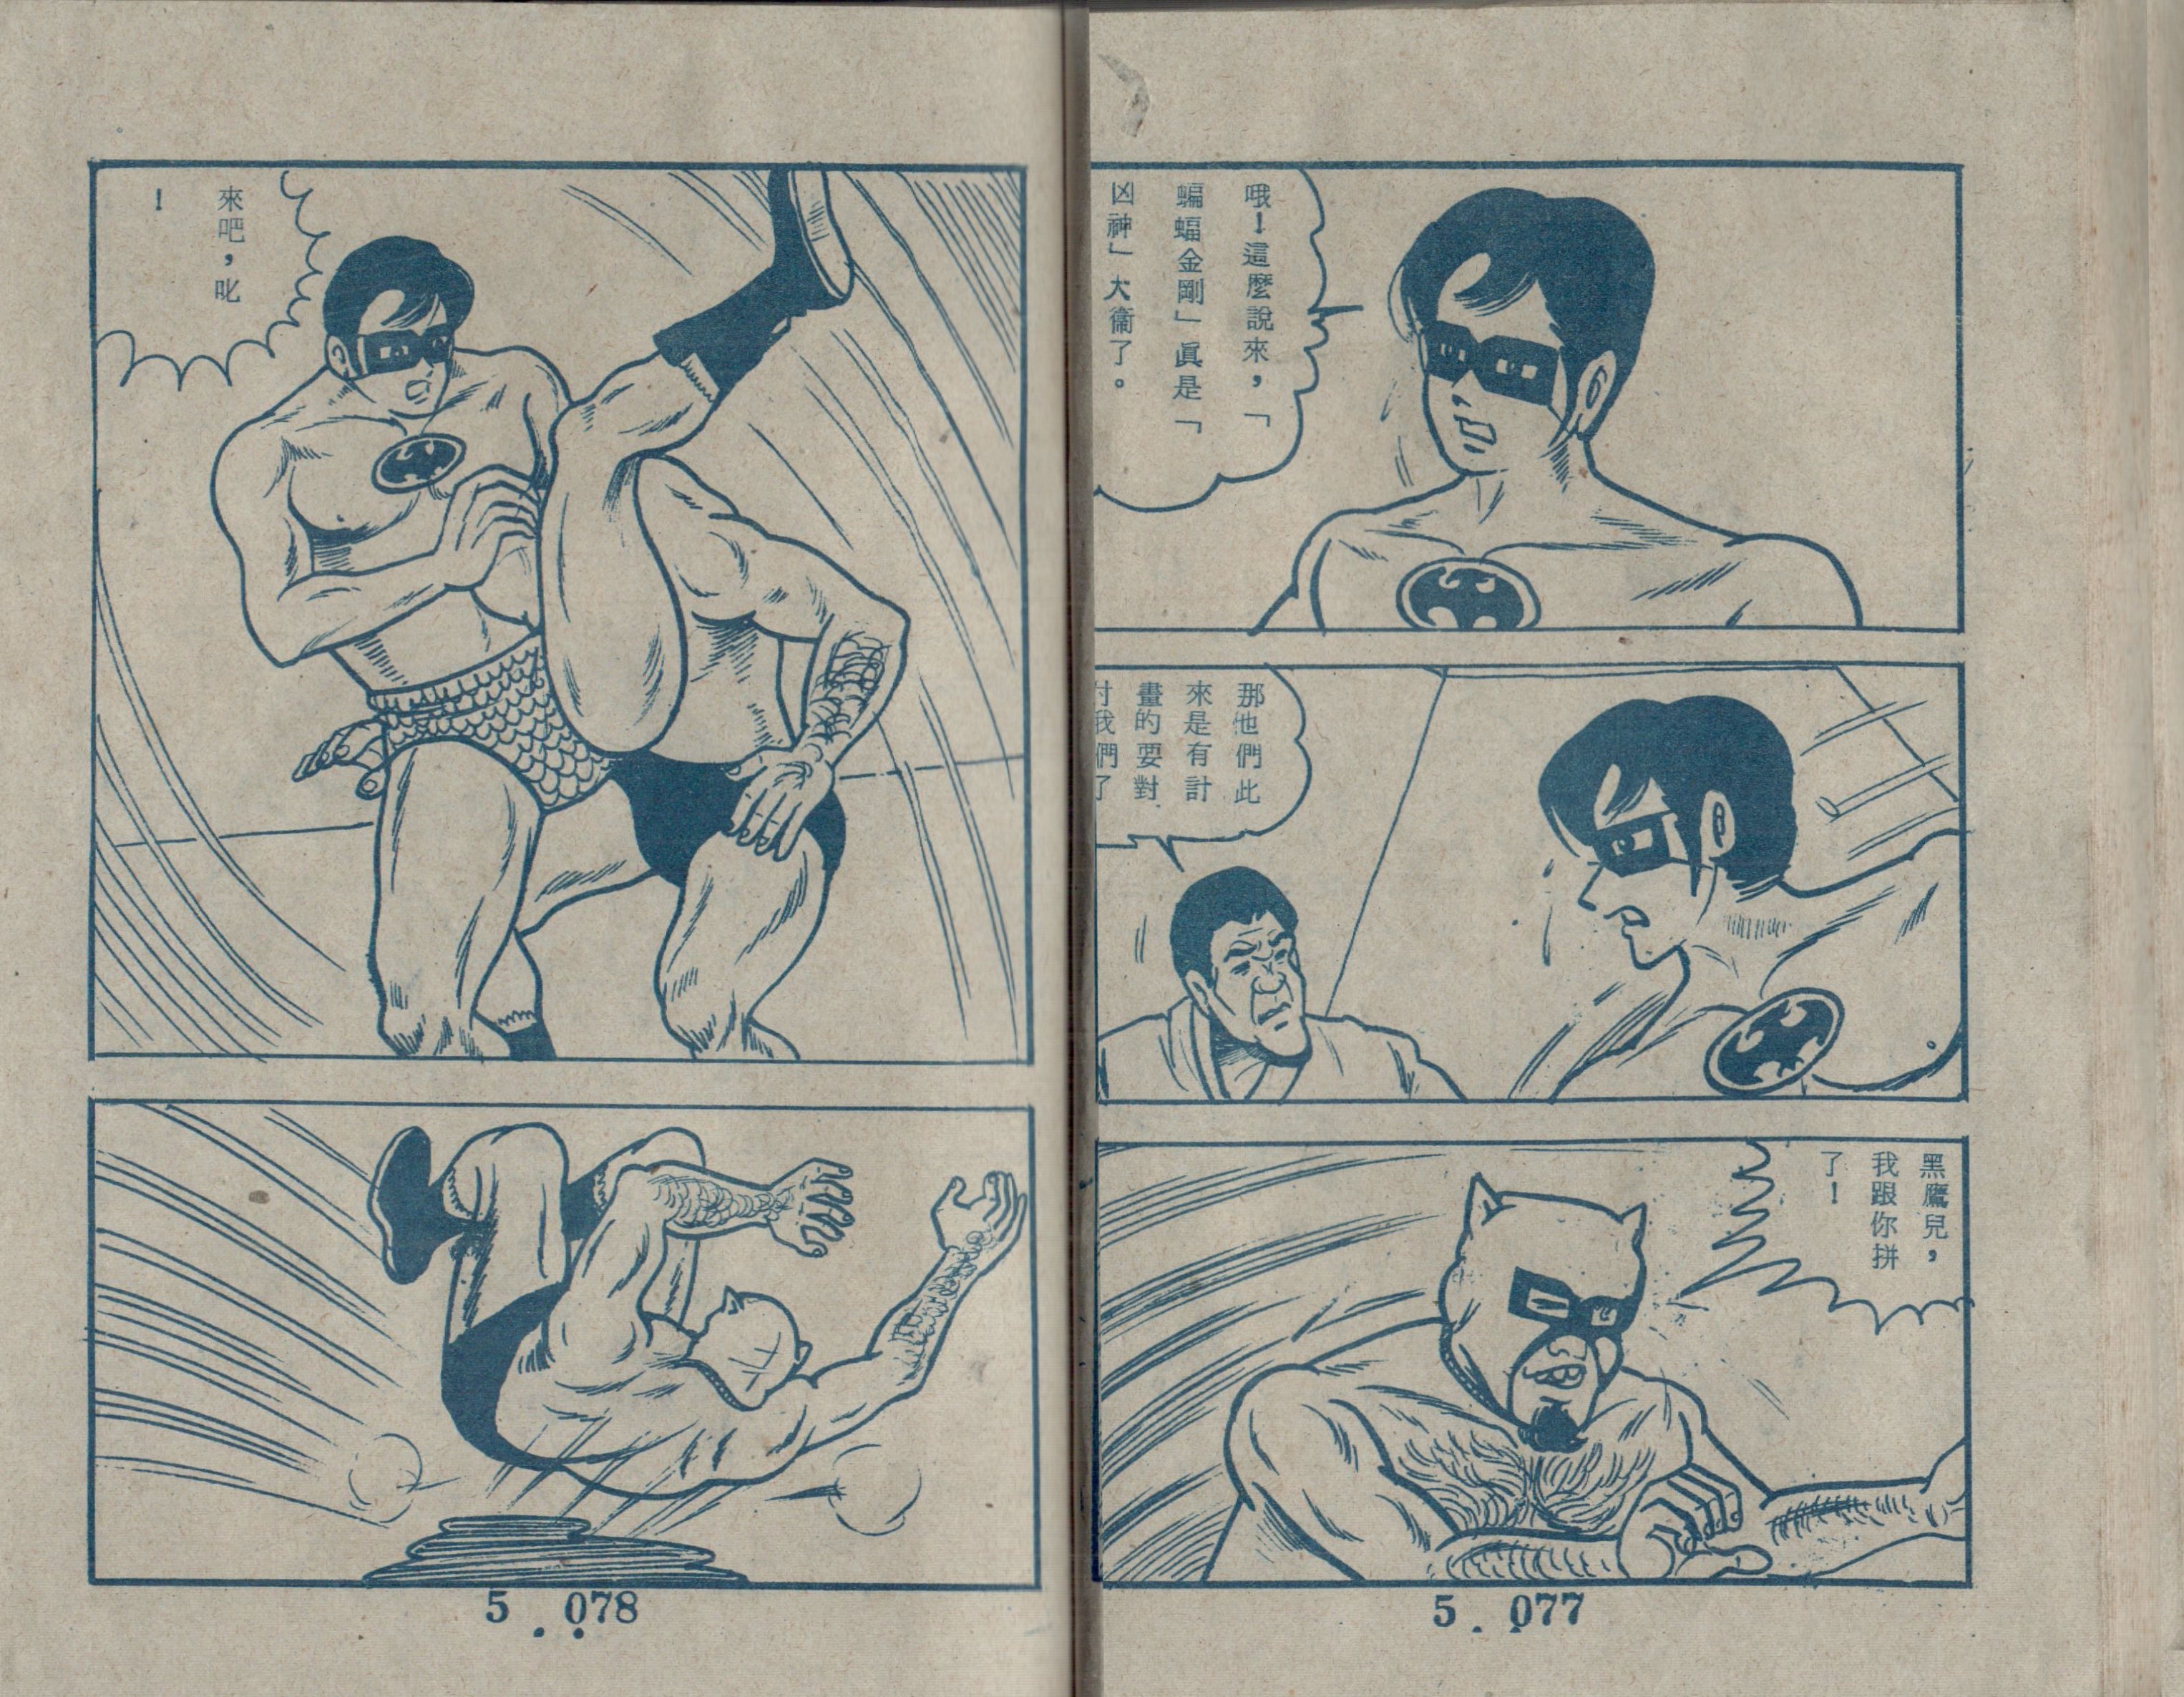 哦！這麼說來，「
蝙蝠金剛」眞是「
凶神」大衞了。
那他們此
來是有計
畫的要對
付我們了
黑鷹兒，
我跟你拼
了！
5.077
來吧，叱
！
5.078